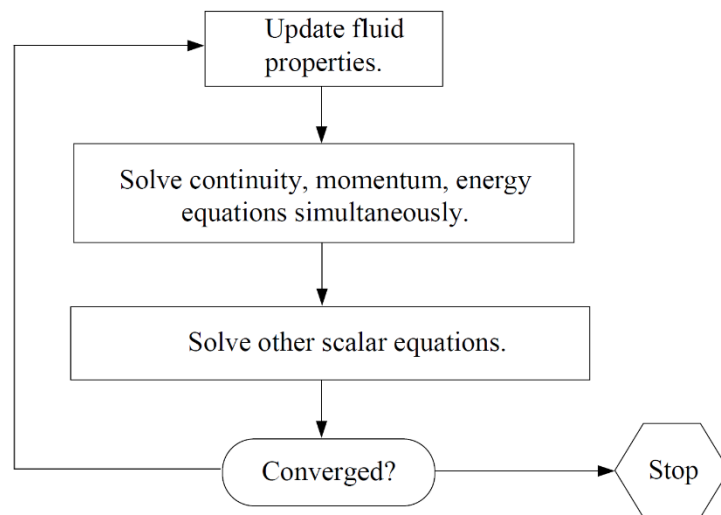 Update fluid
properties.
Solve continuity, momentum, energy
equations simultaneously.
Solve other scalar equations.
Converged?
Stop